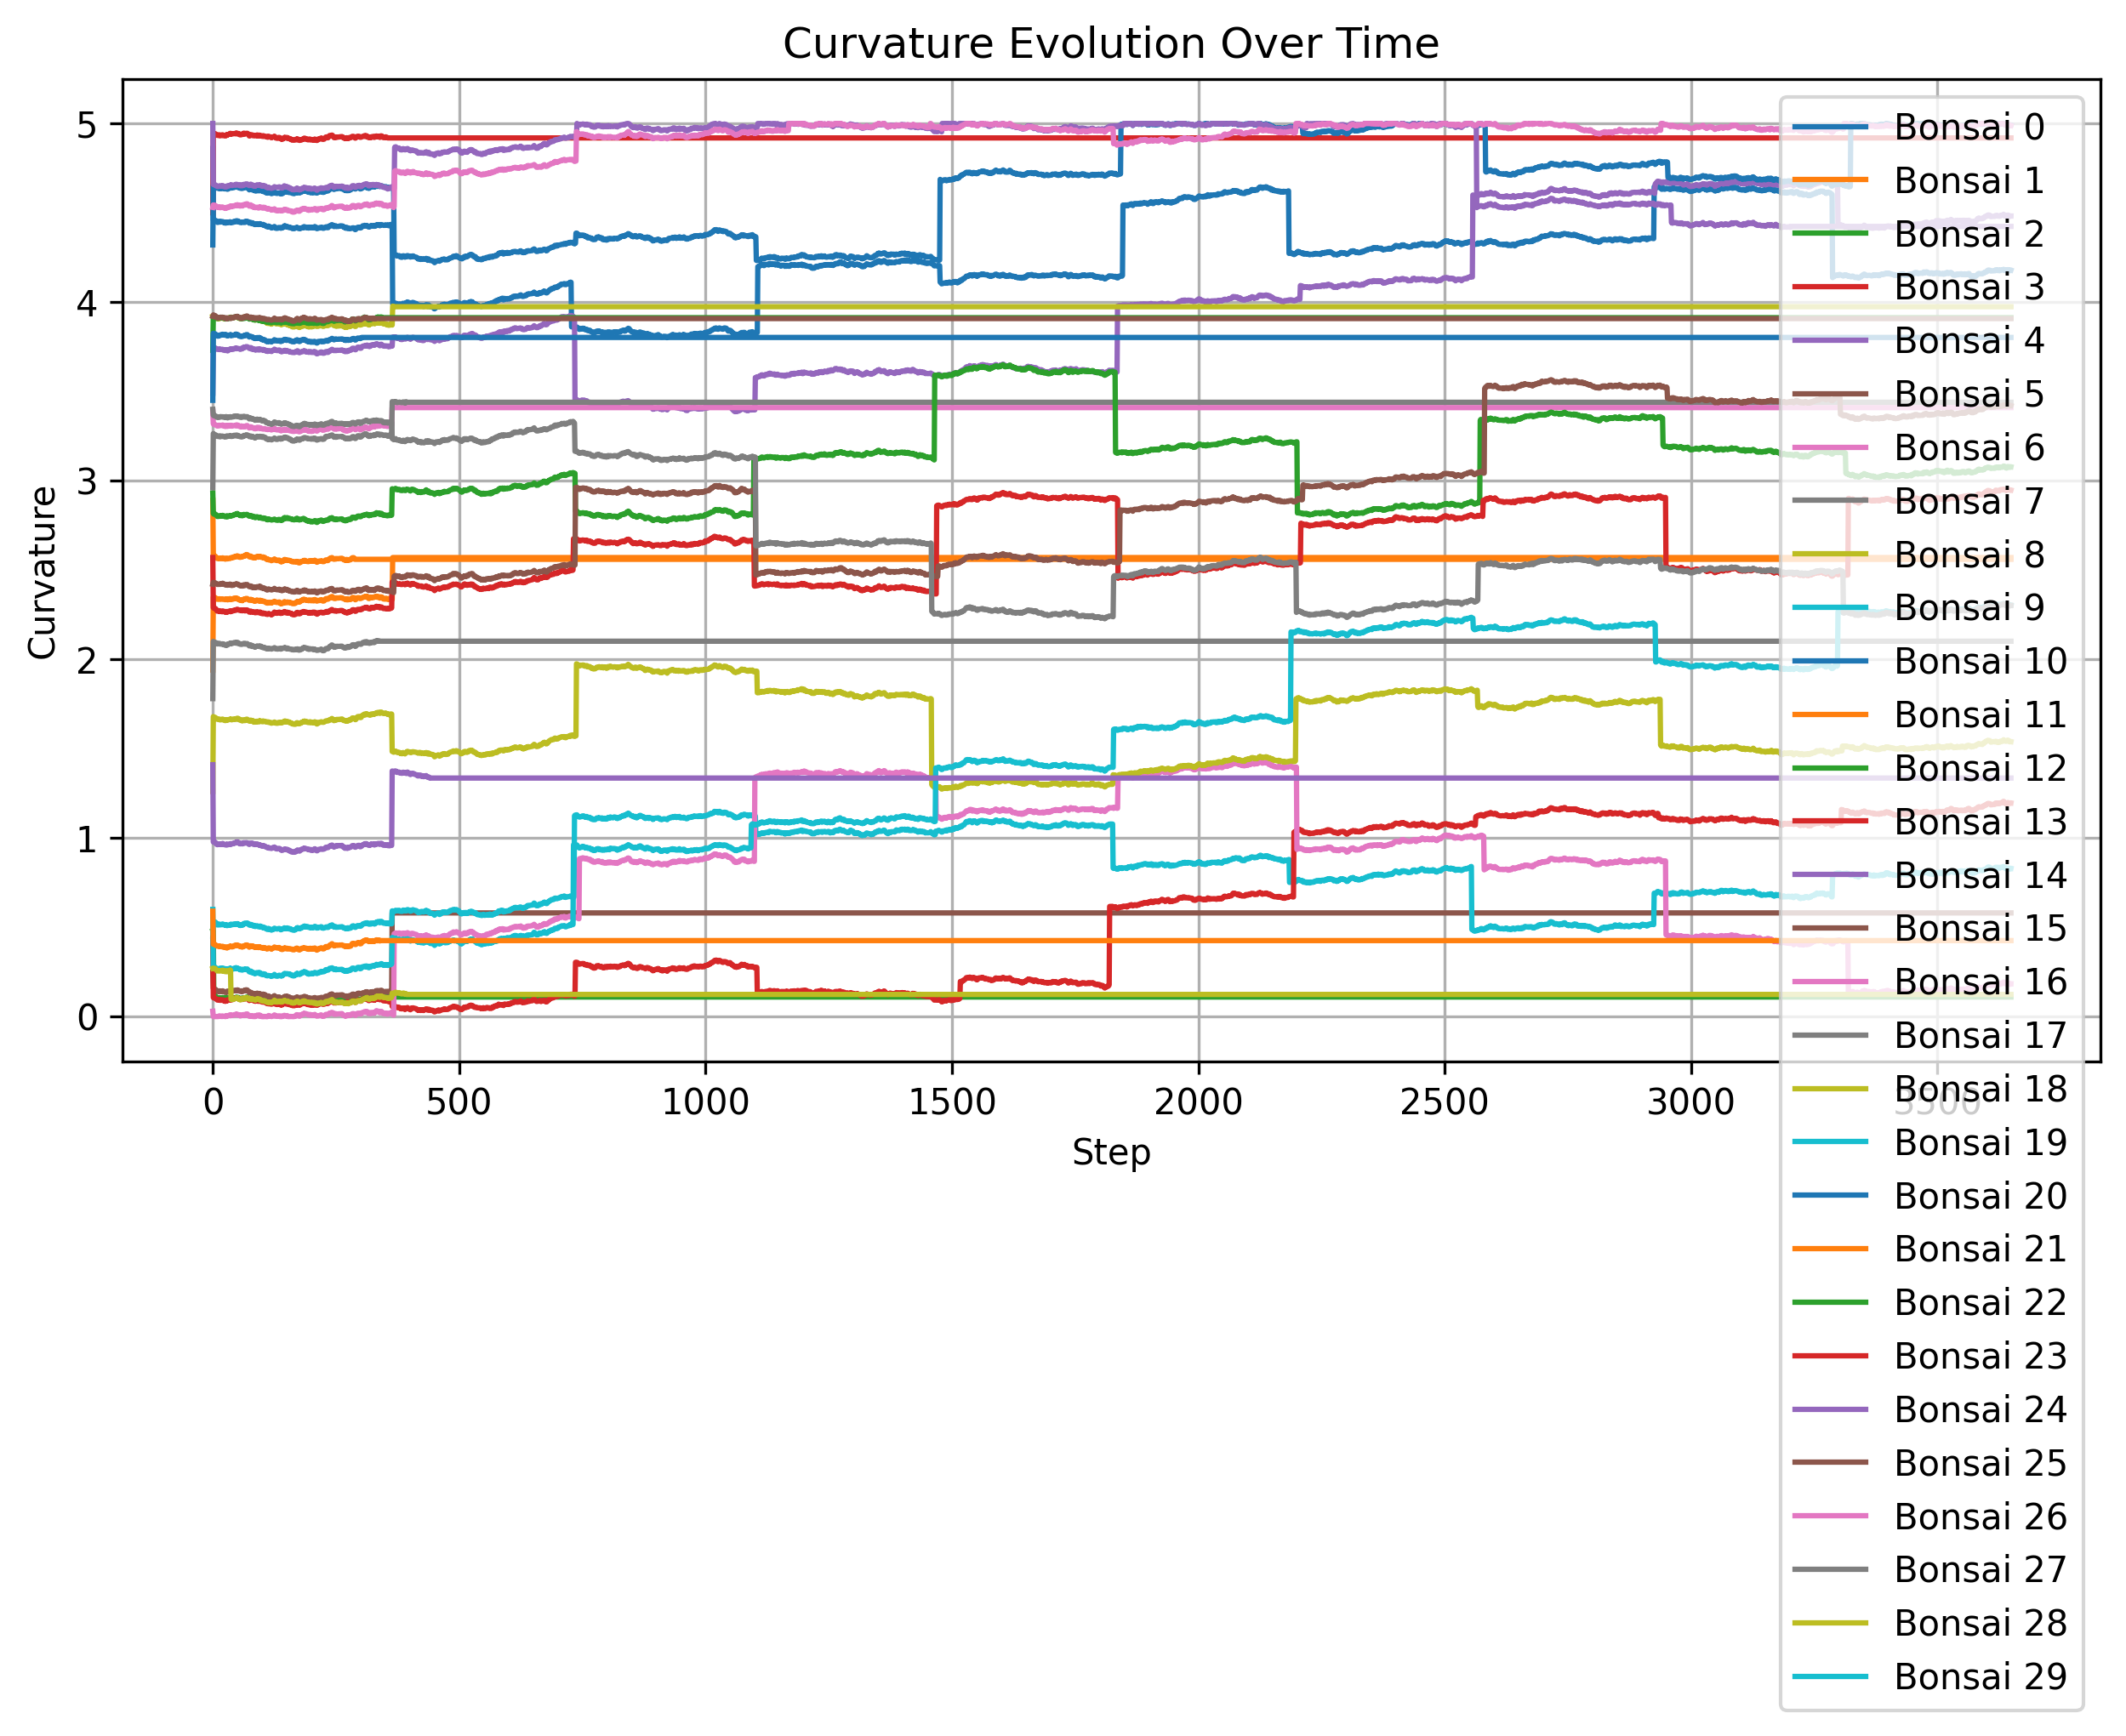 Curvature Evolution Over Time
5
4
3
2
1
0
Curvature
0
500
1000
1500
2000
2500
3000
3500
Step
Bonsai 0
Bonsai 1
Bonsai 2
Bonsai 3
Bonsai 4
Bonsai 5
Bonsai 6
Bonsai 7
Bonsai 8
Bonsai 9
Bonsai 10
Bonsai 11
Bonsai 12
Bonsai 13
Bonsai 14
Bonsai 15
Bonsai 16
Bonsai 17
Bonsai 18
Bonsai 19
Bonsai 20
Bonsai 21
Bonsai 22
Bonsai 23
Bonsai 24
Bonsai 25
Bonsai 26
Bonsai 27
Bonsai 28
Bonsai 29